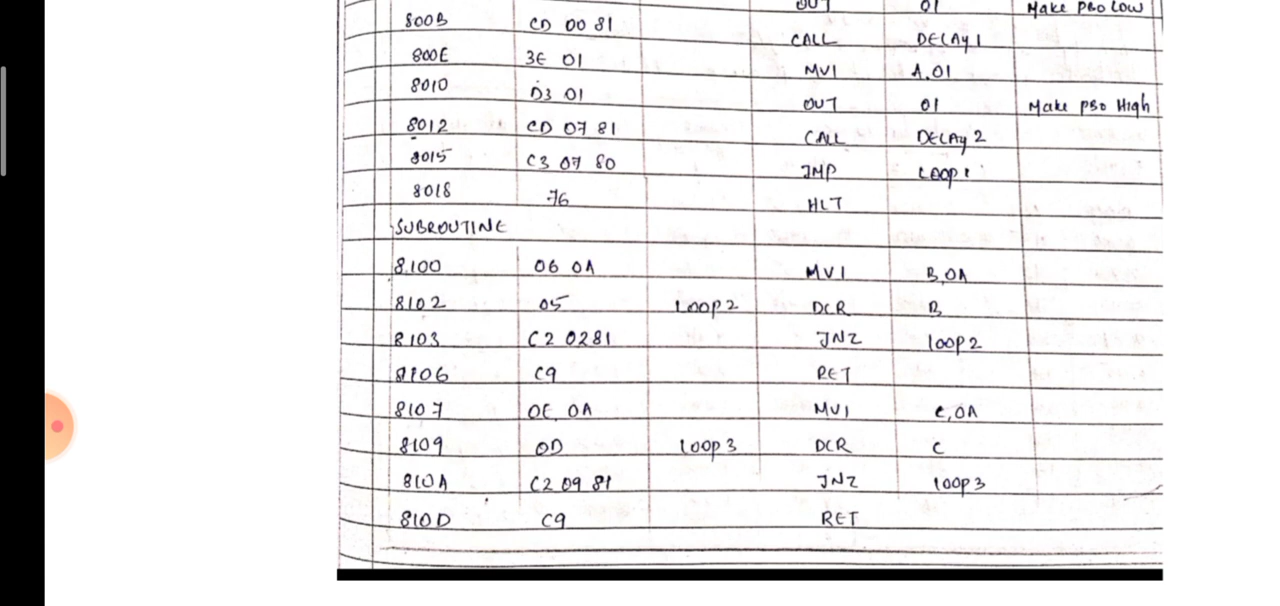 OUT 01 Make PB0 Low
800B CD 00 81 CALL DELAY1
800E 3E 01 MVI A,01
8010 D3 01 OUT 01 Make PB0 High
8012 CD 07 81 CALL DELAY 2
8015 C3 07 80 JMP LOOP1
8018 76 HLT
SUBROUTINE
8100 06 0A MVI B,0A
8102 05 LOOP2 DCR B
8103 C2 0281 JNZ loop2
8106 C9 RET
8107 0E 0A MVI C,0A
8109 0D LOOP3 DCR C
810A C2 09 81 JNZ loop3
810D C9 RET